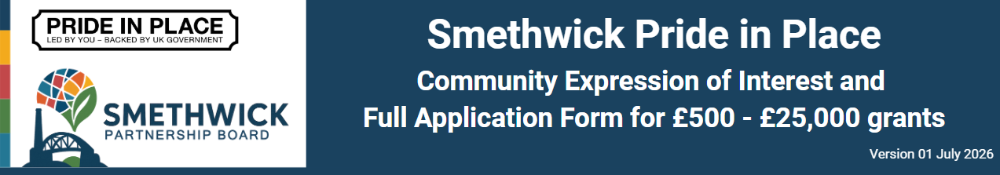 PRIDE IN PLACE
LED BY YOU – BACKED BY UK GOVERNMENT
SMETHWICK
PARTNERSHIP BOARD
Smethwick Pride in Place
Community Expression of Interest and
Full Application Form for £500 - £25,000 grants
Version 01 July 2026